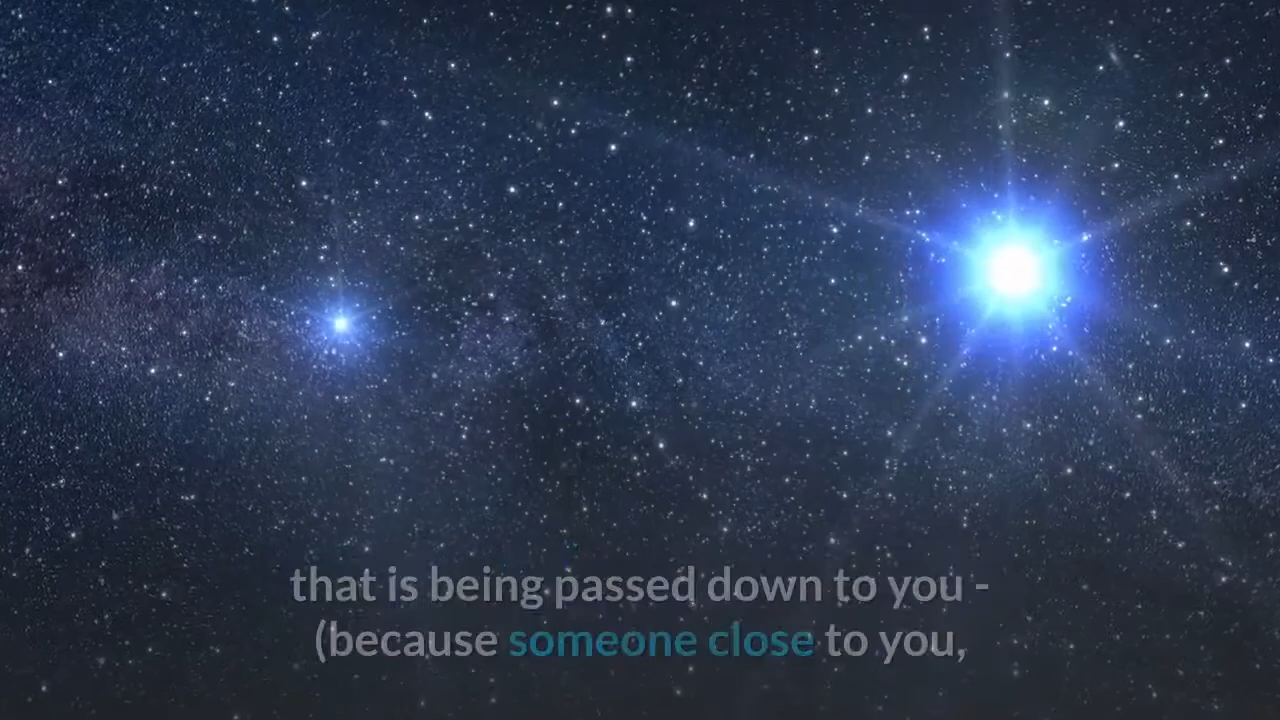 that is being passed down to you -
(because someone close to you,